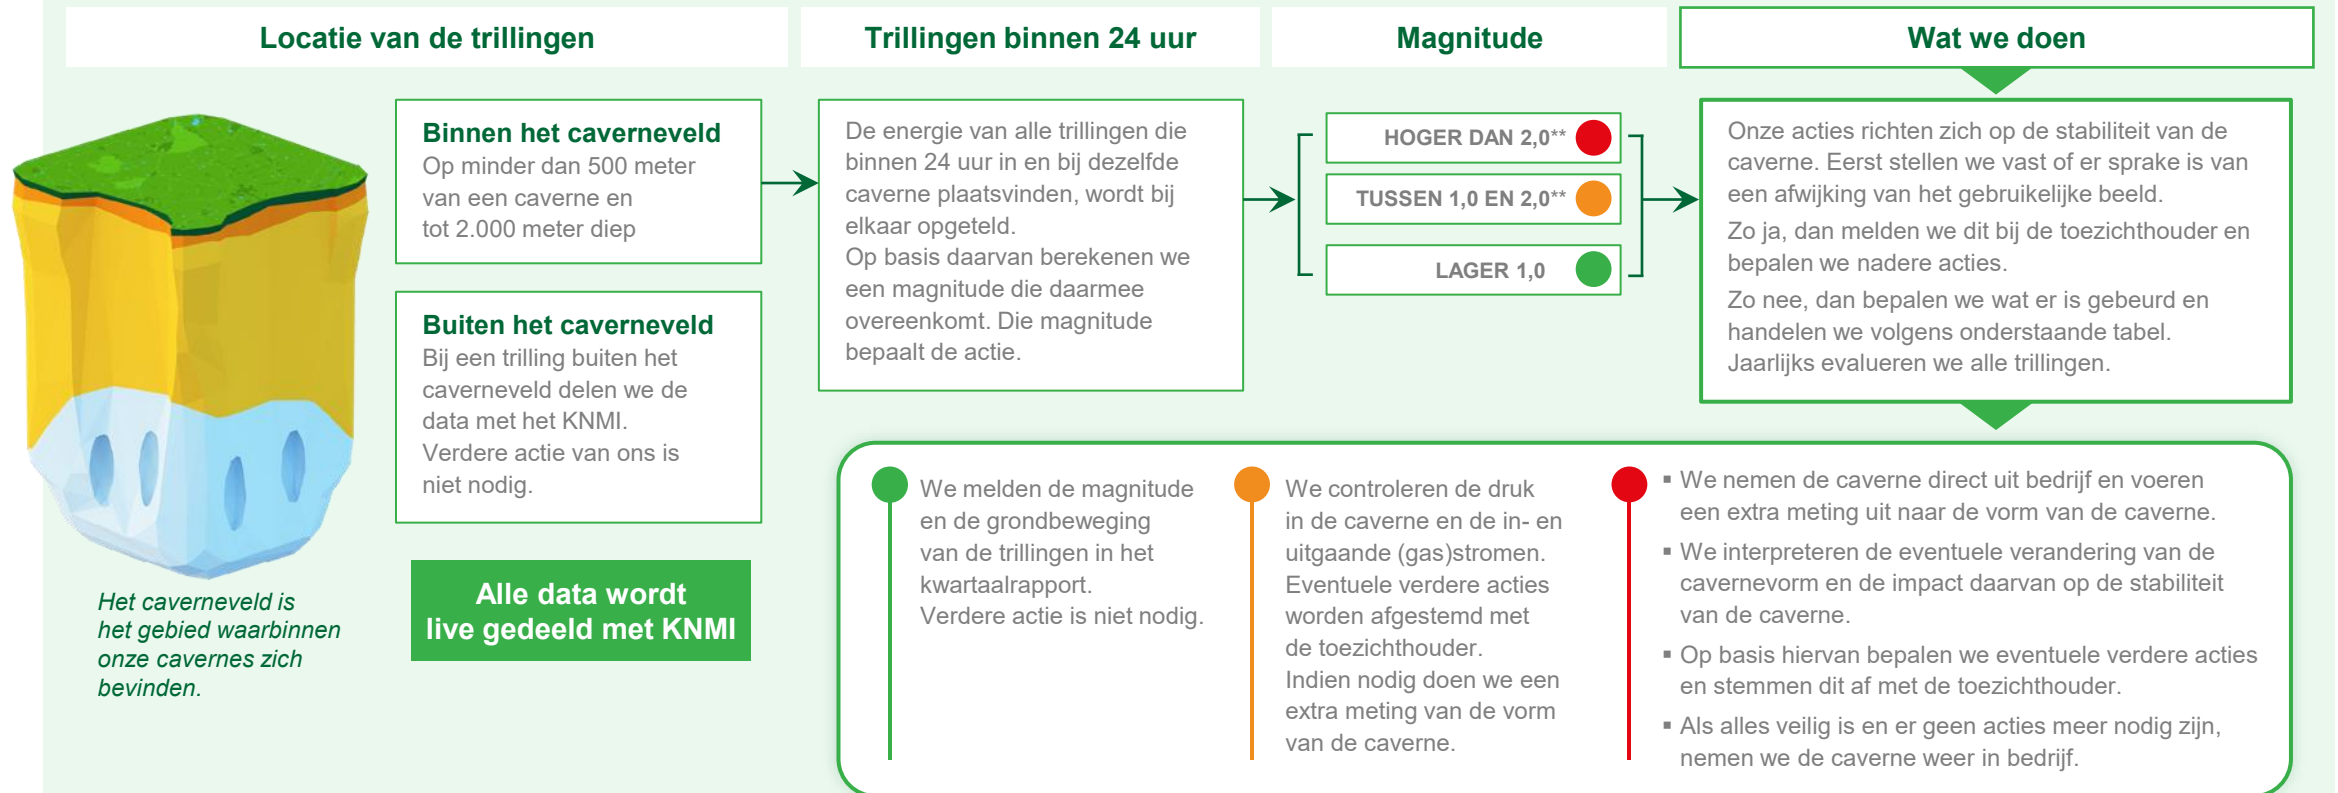 Locatie van de trillingen
Trillingen binnen 24 uur
Magnitude
Wat we doen
Binnen het caverneveld
Op minder dan 500 meter
van een caverne en
tot 2.000 meter diep
Buiten het caverneveld
Bij een trilling buiten het
caverneveld delen we de
data met het KNMI.
Verdere actie van ons is
niet nodig.
Alle data wordt
live gedeeld met KNMI
Het caverneveld is
het gebied waarbinnen
onze cavernes zich
bevinden.
De energie van alle trillingen die
binnen 24 uur in en bij dezelfde
caverne plaatsvinden, wordt bij
elkaar opgeteld.
Op basis daarvan berekenen we
een magnitude die daarmee
overeenkomt. Die magnitude
bepaalt de actie.
HOGER DAN 2,0**
TUSSEN 1,0 EN 2,0**
LAGER 1,0
Onze acties richten zich op de stabiliteit van de
caverne. Eerst stellen we vast of er sprake is van
een afwijking van het gebruikelijke beeld.
Zo ja, dan melden we dit bij de toezichthouder en
bepalen we nadere acties.
Zo nee, dan bepalen we wat er is gebeurd en
handelen we volgens onderstaande tabel.
Jaarlijks evalueren we alle trillingen.
We melden de magnitude
en de grondbeweging
van de trillingen in het
kwartaalrapport.
Verdere actie is niet nodig.
We controleren de druk
in de caverne en de in- en
uitgaande (gas)stromen.
Eventuele verdere acties
worden afgestemd met
de toezichthouder.
Indien nodig doen we een
extra meting van de vorm
van de caverne.
▪ We nemen de caverne direct uit bedrijf en voeren
een extra meting uit naar de vorm van de caverne.
▪ We interpreteren de eventuele verandering van de
cavernevorm en de impact daarvan op de stabiliteit
van de caverne.
▪ Op basis hiervan bepalen we eventuele verdere acties
en stemmen dit af met de toezichthouder.
▪ Als alles veilig is en er geen acties meer nodig zijn,
nemen we de caverne weer in bedrijf.